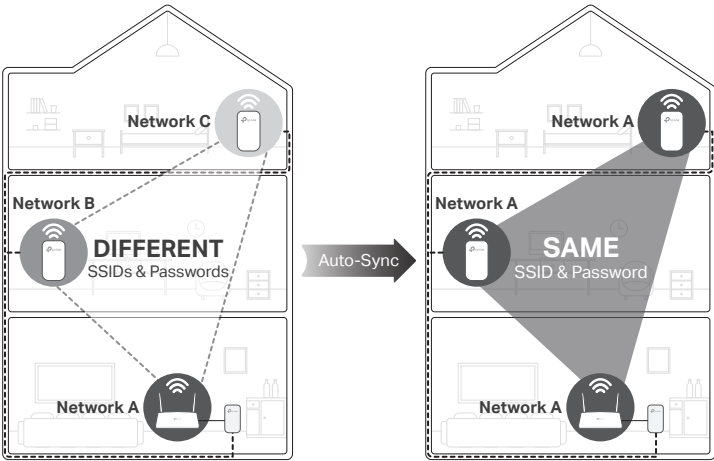 Network C
Network B
DIFFERENT
SSIDs & Passwords
Network A
Auto-Sync
Network A
Network A
SAME
SSID & Password
Network A